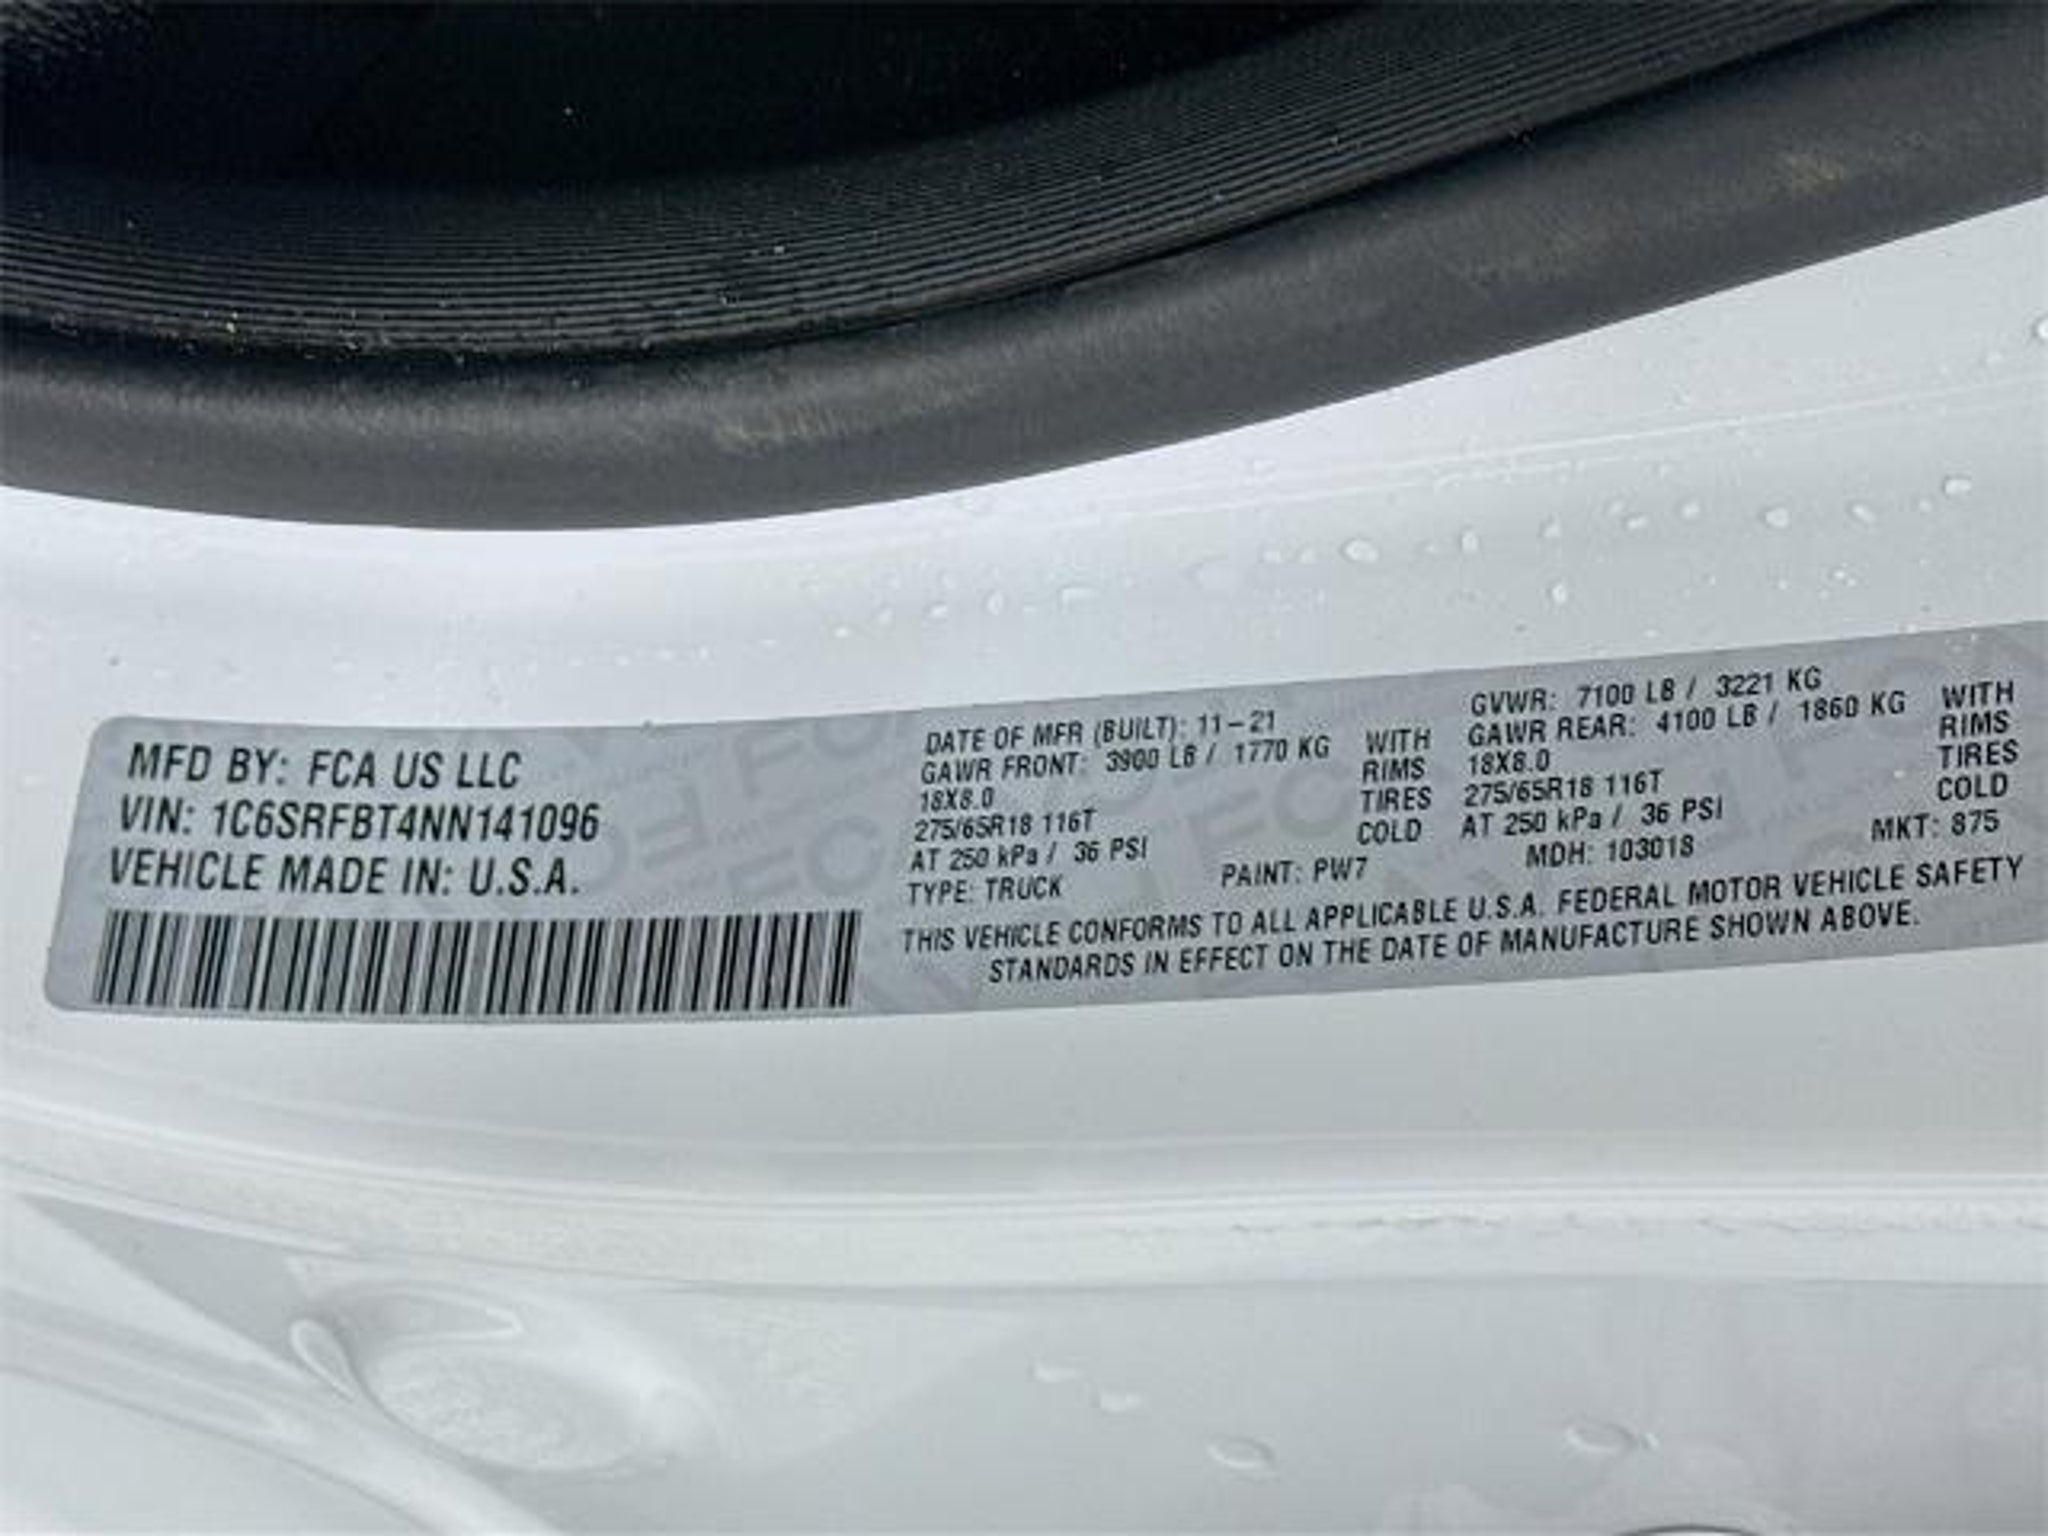 MFD BY: FCA US LLC
VIN: 1C6SRFBT4NN141096
VEHICLE MADE IN: U.S.A.
DATE OF MFR (BUILT): 11-21
GVWR: 7100 LB / 3221 KG
GAWR FRONT: 3900 LB / 1770 KG WITH
18X8.0 RIMS
275/65R18 116T TIRES
AT 250 kPa / 36 PSI COLD
GAWR REAR: 4100 LB / 1860 KG WITH
18X8.0 RIMS
275/65R18 116T TIRES
AT 250 kPa / 36 PSI COLD
TYPE: TRUCK PAINT: PW7 MDH: 103018 MKT: 875
THIS VEHICLE CONFORMS TO ALL APPLICABLE U.S.A. FEDERAL MOTOR VEHICLE SAFETY
STANDARDS IN EFFECT ON THE DATE OF MANUFACTURE SHOWN ABOVE.